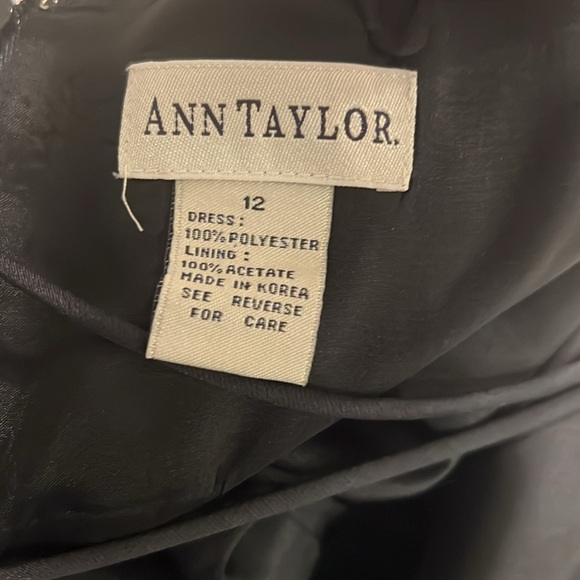 ANN TAYLOR.
12
DRESS:
100% POLYESTER
LINING:
100% ACETATE
MADE IN KOREA
SEE REVERSE
FOR CARE